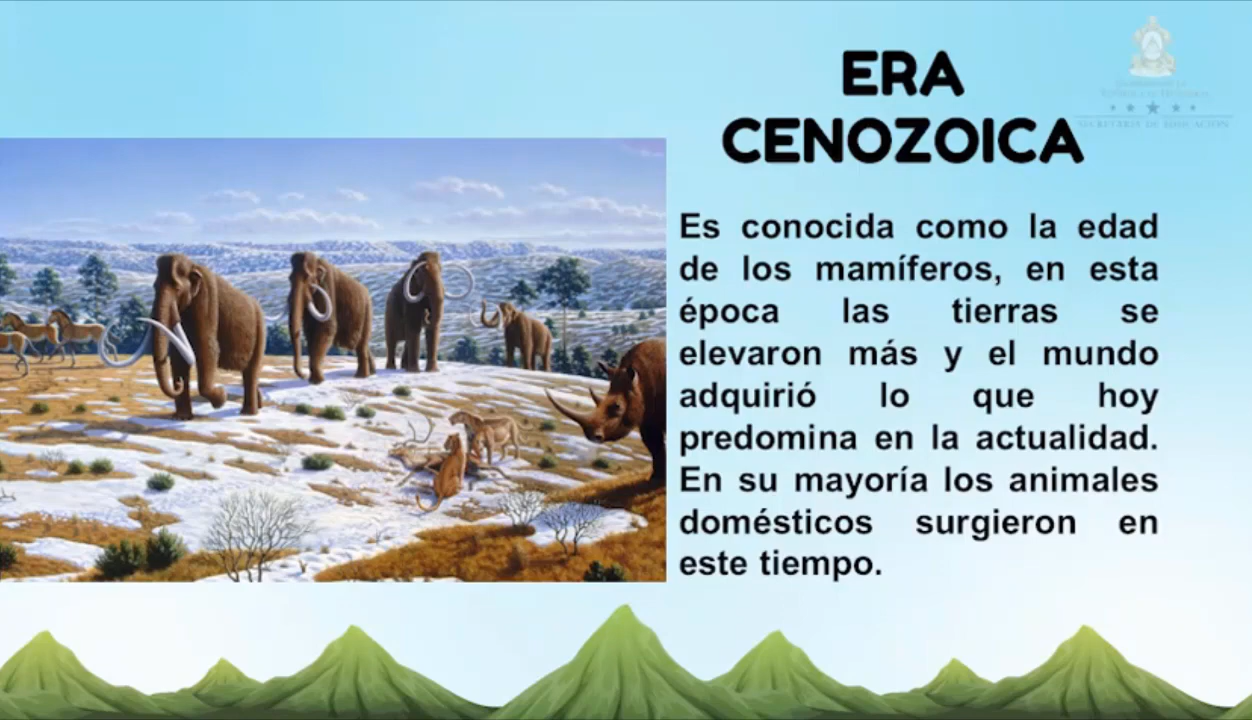 ERA
CENOZOICA
SECRETARÍA DE EDUCACIÓN
Es conocida como la edad
de los mamíferos, en esta
época las tierras se
elevaron más y el mundo
adquirió lo que hoy
predomina en la actualidad.
En su mayoría los animales
domésticos surgieron en
este tiempo.